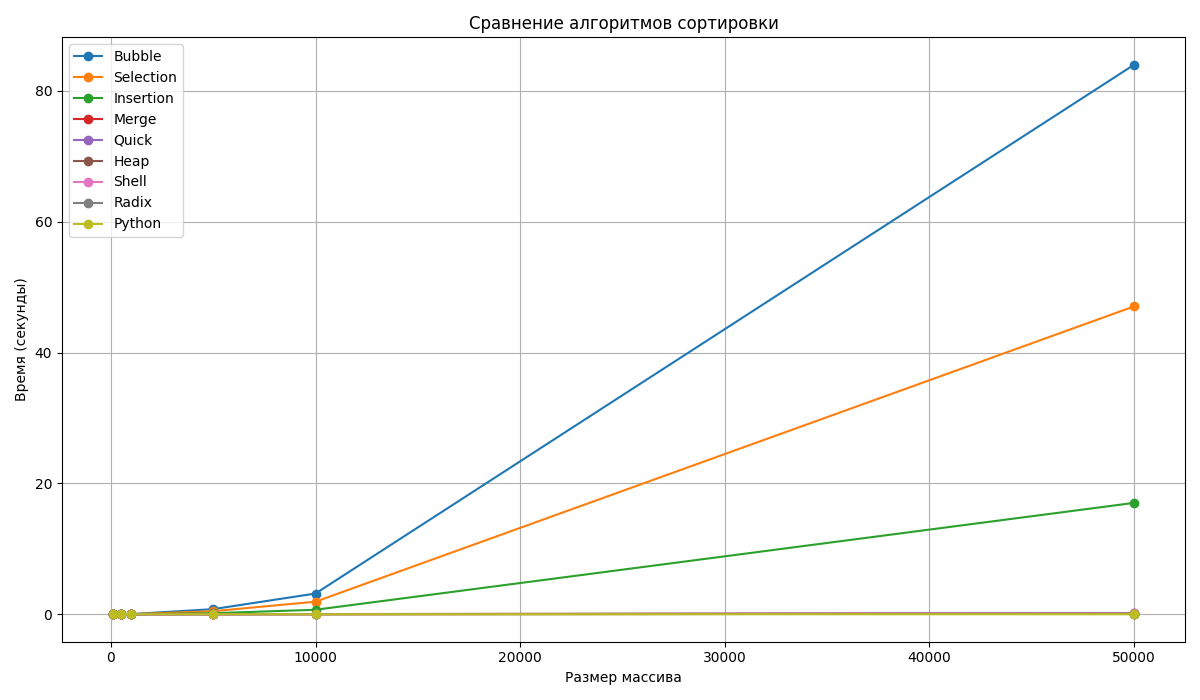 Сравнение алгоритмов сортировки
Bubble
Selection
Insertion
Merge
Quick
Heap
Shell
Radix
Python
Время (секунды)
80
60
40
20
0
0 10000 20000 30000 40000 50000
Размер массива